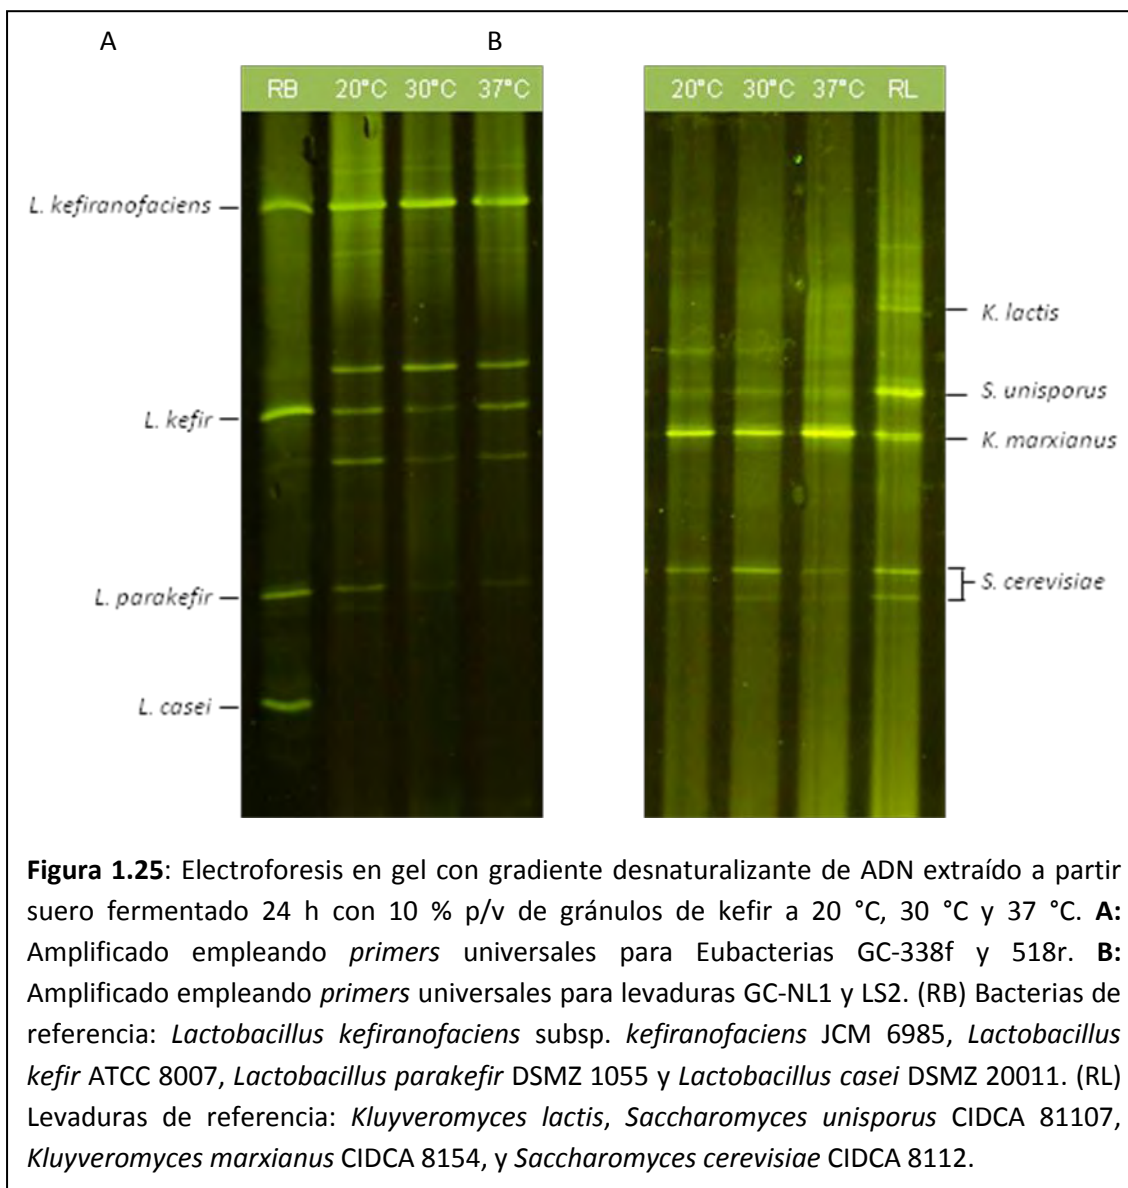 A
B
RB 20°C 30°C 37°C
20°C 30°C 37°C RL
L. kefiranofaciens
L. kefir
L. parakefir
L. casei
K. lactis
S. unisporus
K. marxianus
S. cerevisiae
Figura 1.25: Electroforesis en gel con gradiente desnaturalizante de ADN extraído a partir
suero fermentado 24 h con 10 % p/v de gránulos de kefir a 20 °C, 30 °C y 37 °C. A:
Amplificado empleando primers universales para Eubacterias GC-338f y 518r. B:
Amplificado empleando primers universales para levaduras GC-NL1 y LS2. (RB) Bacterias de
referencia: Lactobacillus kefiranofaciens subsp. kefiranofaciens JCM 6985, Lactobacillus
kefir ATCC 8007, Lactobacillus parakefir DSMZ 1055 y Lactobacillus casei DSMZ 20011. (RL)
Levaduras de referencia: Kluyveromyces lactis, Saccharomyces unisporus CIDCA 81107,
Kluyveromyces marxianus CIDCA 8154, y Saccharomyces cerevisiae CIDCA 8112.